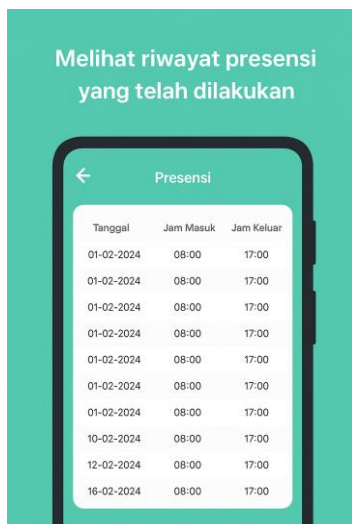 Melihat riwayat presensi
yang telah dilakukan
Presensi
Tanggal Jam Masuk Jam Keluar
01-02-2024 08:00 17:00
01-02-2024 08:00 17:00
01-02-2024 08:00 17:00
01-02-2024 08:00 17:00
01-02-2024 08:00 17:00
01-02-2024 08:00 17:00
01-02-2024 08:00 17:00
10-02-2024 08:00 17:00
12-02-2024 08:00 17:00
16-02-2024 08:00 17:00